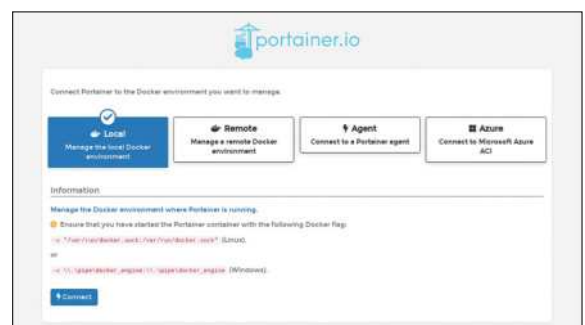 portainer.io
Connect Portainer to the Docker environment you want to manage.
Local
Manage the local Docker
environment
Remote
Manage a remote Docker
environment
Agent
Connect to a Portainer agent
Azure
Connect to Microsoft Azure
ACI
Information
Manage the Docker environment where Portainer is running.
Ensure that you have started the Portainer container with the following Docker flag:
-v "/var/run/docker.sock:/var/run/docker.sock" (Linux).
or
-v \\.\pipe\docker_engine:\\.\pipe\docker_engine (Windows).
Connect